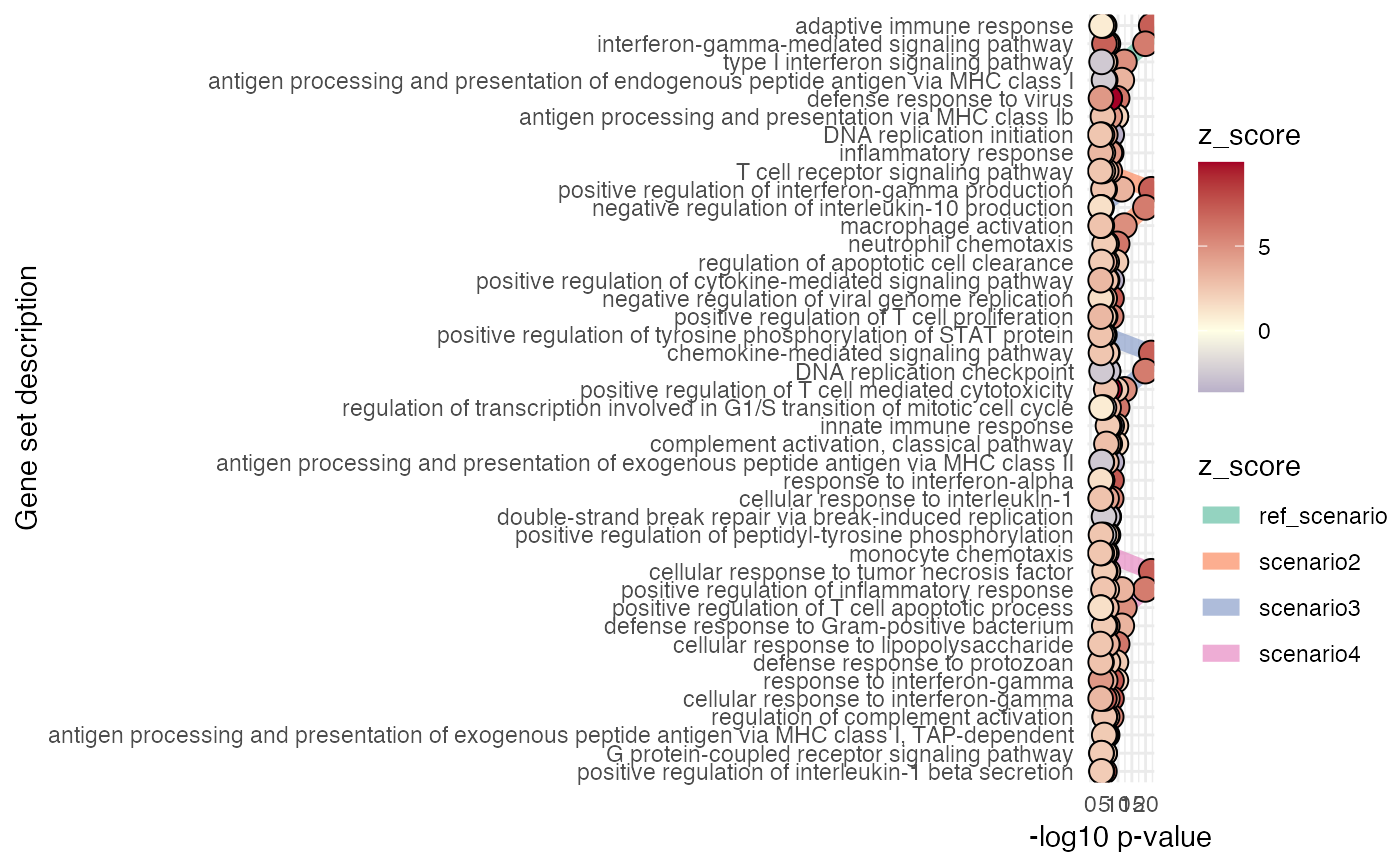 adaptive immune response
interferon-gamma-mediated signaling pathway
type I interferon signaling pathway
antigen processing and presentation of endogenous peptide antigen via MHC class I
defense response to virus
antigen processing and presentation via MHC class Ib
DNA replication initiation
inflammatory response
T cell receptor signaling pathway
positive regulation of interferon-gamma production
negative regulation of interleukin-10 production
macrophage activation
neutrophil chemotaxis
regulation of apoptotic cell clearance
positive regulation of cytokine-mediated signaling pathway
negative regulation of viral genome replication
positive regulation of T cell proliferation
positive regulation of tyrosine phosphorylation of STAT protein
chemokine-mediated signaling pathway
DNA replication checkpoint
positive regulation of T cell mediated cytotoxicity
regulation of transcription involved in G1/S transition of mitotic cell cycle
innate immune response
complement activation, classical pathway
antigen processing and presentation of exogenous peptide antigen via MHC class II
response to interferon-alpha
cellular response to interleukin-1
double-strand break repair via break-induced replication
positive regulation of peptidyl-tyrosine phosphorylation
monocyte chemotaxis
cellular response to tumor necrosis factor
positive regulation of inflammatory response
positive regulation of T cell apoptotic process
defense response to Gram-positive bacterium
cellular response to lipopolysaccharide
defense response to protozoan
response to interferon-gamma
cellular response to interferon-gamma
regulation of complement activation
antigen processing and presentation of exogenous peptide antigen via MHC class I, TAP-dependent
G protein-coupled receptor signaling pathway
positive regulation of interleukin-1 beta secretion
Gene set description
0 5 10 15 20
-log10 p-value
z_score
5
0
z_score
ref_scenario
scenario2
scenario3
scenario4